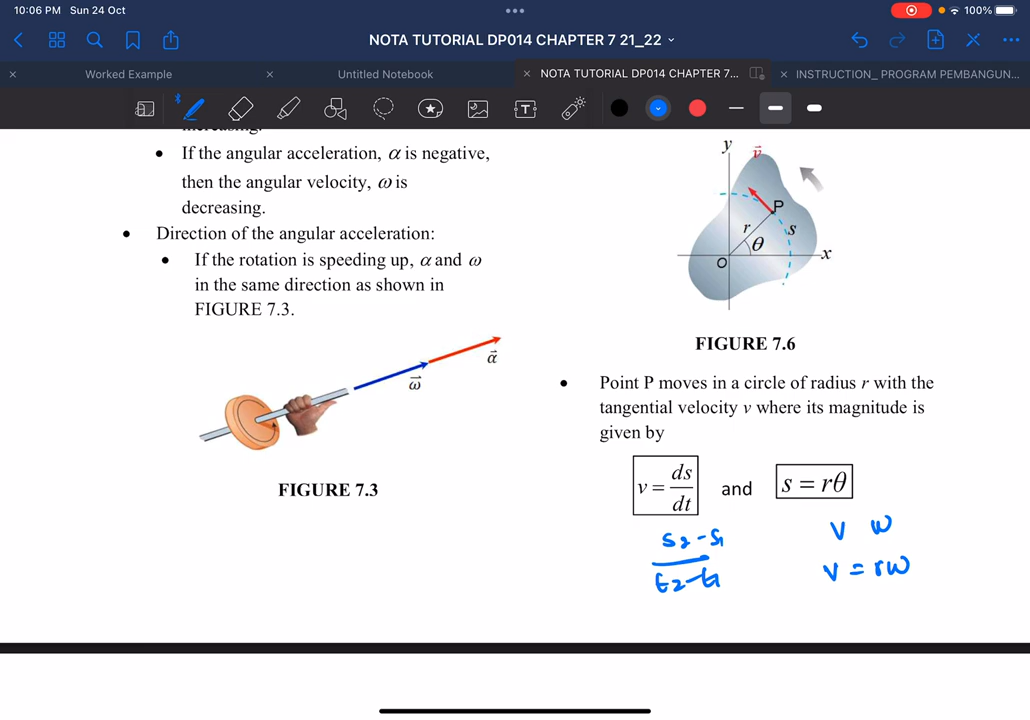 10:06 PM Sun 24 Oct
100%
NOTA TUTORIAL DP014 CHAPTER 7 21_22
Worked Example
Untitled Notebook
NOTA TUTORIAL DP014 CHAPTER 7...
INSTRUCTION_ PROGRAM PEMBANGUN...
increasing.
• If the angular acceleration, α is negative,
then the angular velocity, ω is
decreasing.
• Direction of the angular acceleration:
• If the rotation is speeding up, α and ω
in the same direction as shown in
FIGURE 7.3.
α⃗
ω⃗
FIGURE 7.3
y
v⃗
P
r
s
θ
O
x
FIGURE 7.6
• Point P moves in a circle of radius r with the
tangential velocity v where its magnitude is
given by
v = ds/dt and s = rθ
s₂-s₁
t₂-t₁
v ω
v = rω